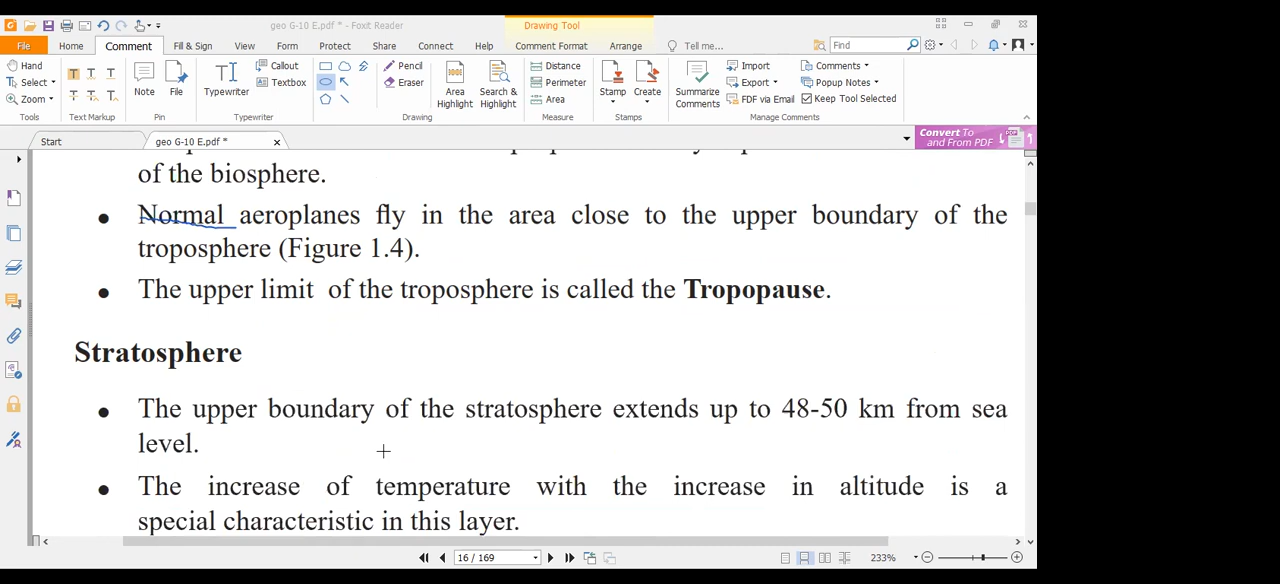 geo G-10 E.pdf * - Foxit Reader
Drawing Tool
File Home Comment Fill & Sign View Form Protect Share Connect Help Comment Format Arrange Tell me... Find
Hand
Select
Zoom
Tools
Text Markup
Note
File
Pin
Typewriter
Callout
Textbox
Typewriter
Pencil
Eraser
Area Highlight
Search & Highlight
Drawing
Distance
Perimeter
Area
Measure
Stamp
Create
Stamps
Summarize Comments
Import
Export
FDF via Email
Comments
Popup Notes
Keep Tool Selected
Manage Comments
Start
geo G-10 E.pdf *
Convert To
and From PDF
PDF
of the biosphere.
• Normal aeroplanes fly in the area close to the upper boundary of the
troposphere (Figure 1.4).
• The upper limit of the troposphere is called the Tropopause.
Stratosphere
• The upper boundary of the stratosphere extends up to 48-50 km from sea
level.
• The increase of temperature with the increase in altitude is a
special characteristic in this layer.
16 / 169
233%